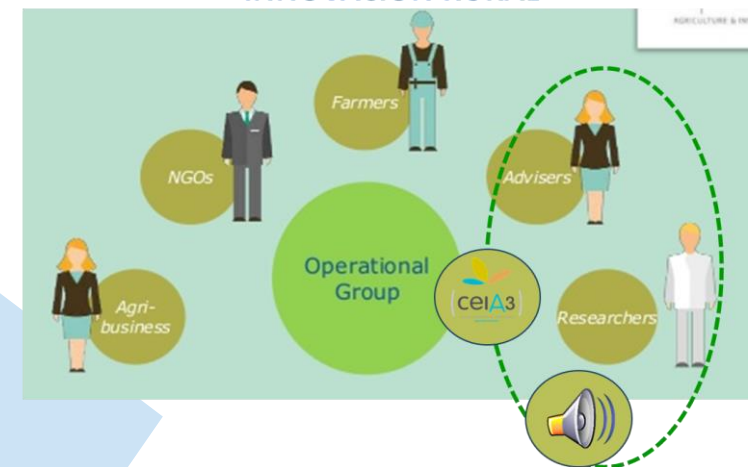 Farmers
NGOs
Advisers
Operational
Group
ceiA3
Agri-
business
Researchers